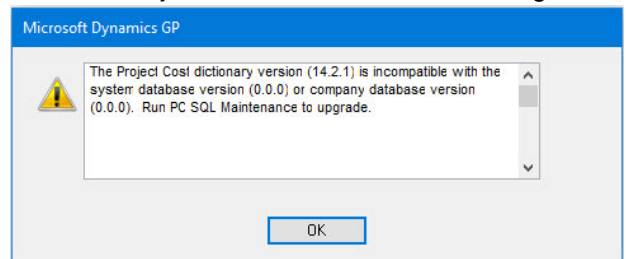 Microsoft Dynamics GP
The Project Cost dictionary version (14.2.1) is incompatible with the
system database version (0.0.0) or company database version
(0.0.0). Run PC SQL Maintenance to upgrade.
OK